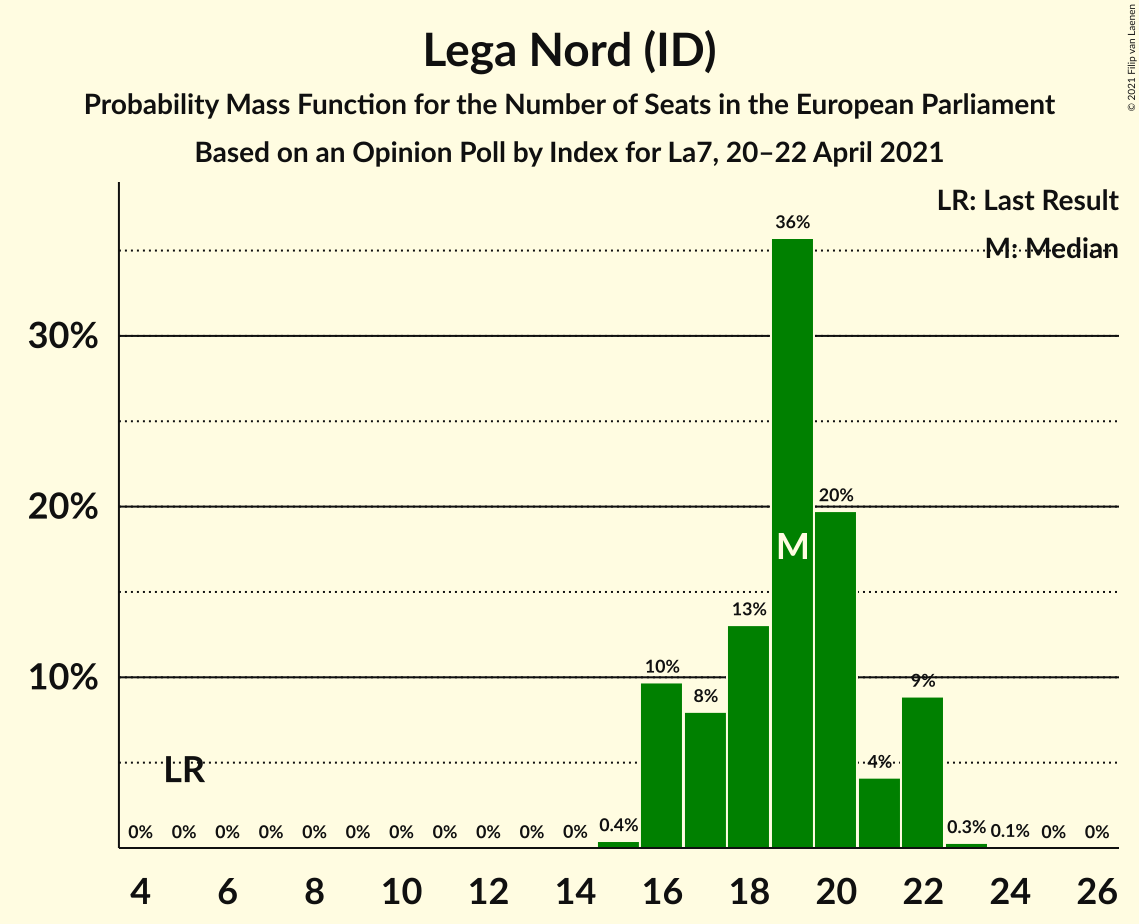 Lega Nord (ID)
Probability Mass Function for the Number of Seats in the European Parliament
Based on an Opinion Poll by Index for La7, 20–22 April 2021
© 2021 Filip van Laenen
LR: Last Result
M: Median
36%
30%
20%
20%
M
13%
10%
10%
8%
9%
4%
LR
0% 0% 0% 0% 0% 0% 0% 0% 0% 0% 0% 0.4% 0.3% 0.1% 0% 0%
4 6 8 10 12 14 16 18 20 22 24 26